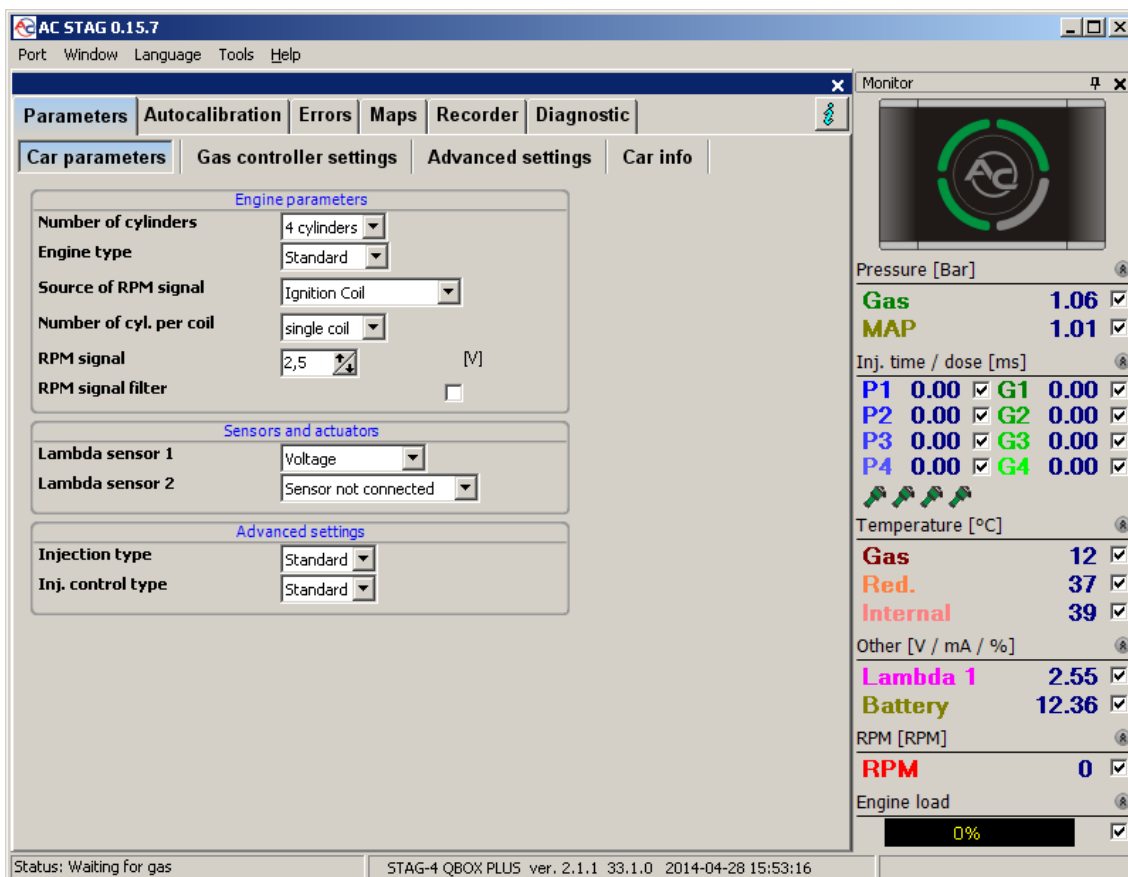 AC STAG 0.15.7
Port Window Language Tools Help
Parameters Autocalibration Errors Maps Recorder Diagnostic i
Car parameters Gas controller settings Advanced settings Car info
Engine parameters
Number of cylinders 4 cylinders
Engine type Standard
Source of RPM signal Ignition Coil
Number of cyl. per coil single coil
RPM signal 2,5 [V]
RPM signal filter
Sensors and actuators
Lambda sensor 1 Voltage
Lambda sensor 2 Sensor not connected
Advanced settings
Injection type Standard
Inj. control type Standard
Monitor
AC
Pressure [Bar]
Gas 1.06
MAP 1.01
Inj. time / dose [ms]
P1 0.00 G1 0.00
P2 0.00 G2 0.00
P3 0.00 G3 0.00
P4 0.00 G4 0.00
Temperature [°C]
Gas 12
Red. 37
Internal 39
Other [V / mA / %]
Lambda 1 2.55
Battery 12.36
RPM [RPM]
RPM 0
Engine load
0%
Status: Waiting for gas STAG-4 QBOX PLUS ver. 2.1.1 33.1.0 2014-04-28 15:53:16